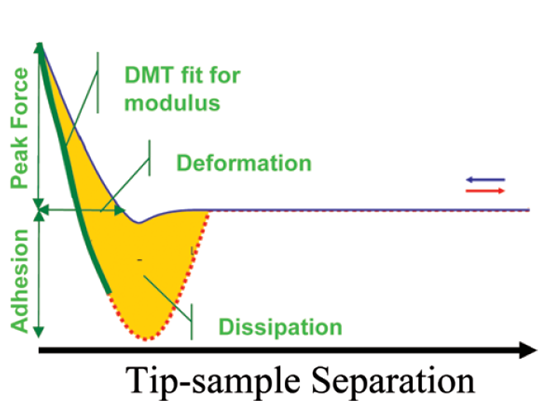 DMT fit for
modulus
Peak Force
Deformation
Adhesion
Dissipation
Tip-sample Separation